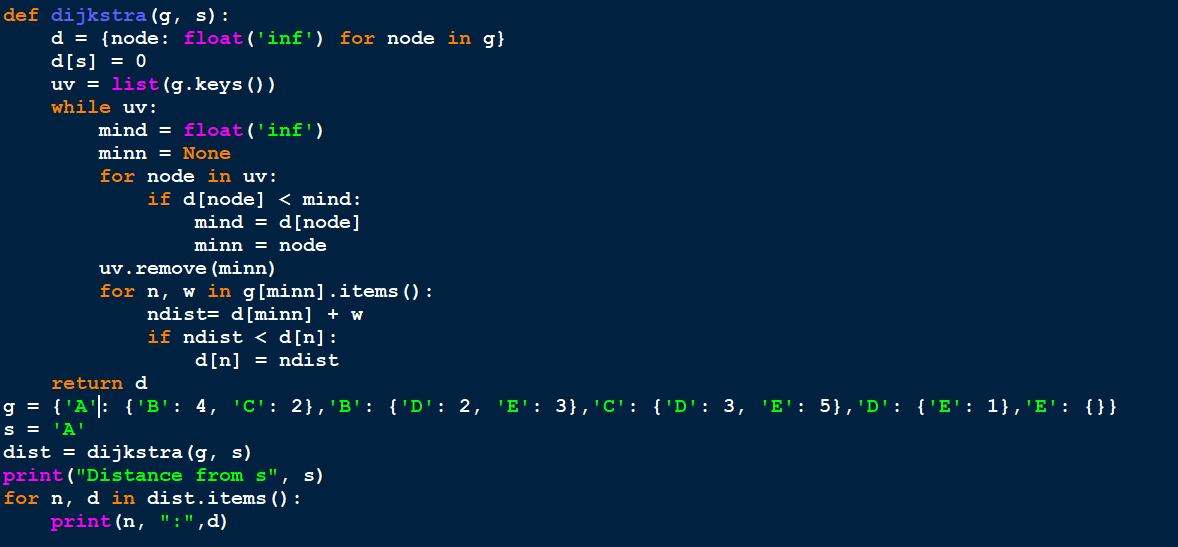 def dijkstra(g, s):
    d = {node: float('inf') for node in g}
    d[s] = 0
    uv = list(g.keys())
    while uv:
        mind = float('inf')
        minn = None
        for node in uv:
            if d[node] < mind:
                mind = d[node]
                minn = node
        uv.remove(minn)
        for n, w in g[minn].items():
            ndist= d[minn] + w
            if ndist < d[n]:
                d[n] = ndist
    return d
g = {'A': {'B': 4, 'C': 2},'B': {'D': 2, 'E': 3},'C': {'D': 3, 'E': 5},'D': {'E': 1},'E': {}}
s = 'A'
dist = dijkstra(g, s)
print("Distance from s", s)
for n, d in dist.items():
    print(n, ":",d)